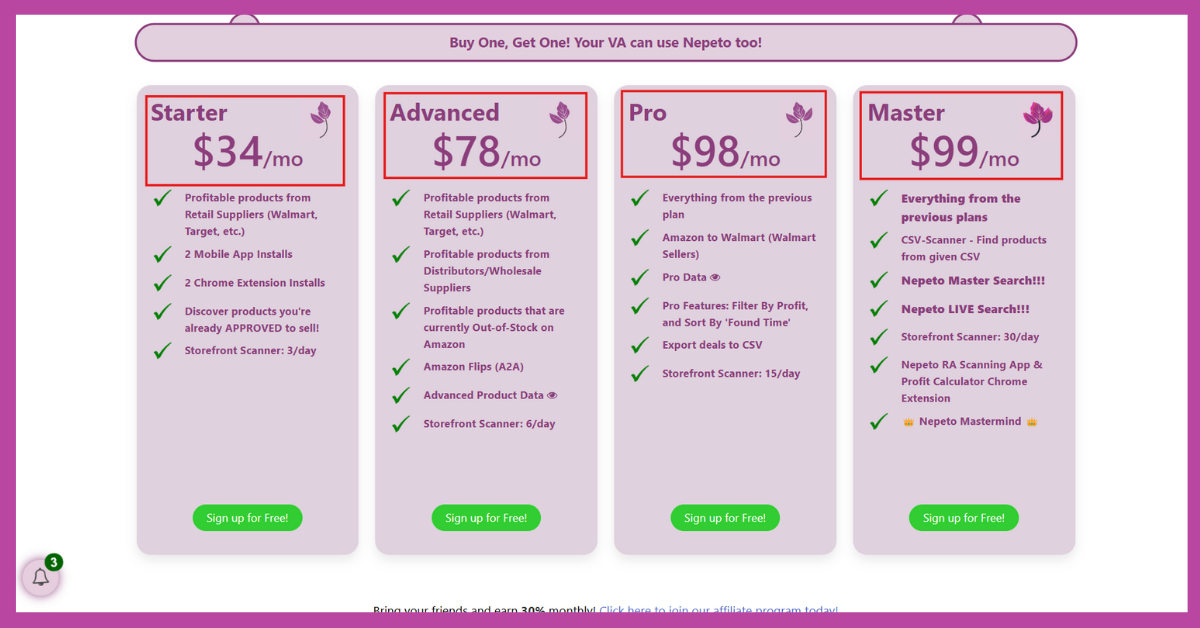 Buy One, Get One! Your VA can use Nepeto too!
Starter
$34/mo
Profitable products from
Retail Suppliers (Walmart,
Target, etc.)
2 Mobile App Installs
2 Chrome Extension Installs
Discover products you're
already APPROVED to sell!
Storefront Scanner: 3/day
Sign up for Free!
Advanced
$78/mo
Profitable products from
Retail Suppliers (Walmart,
Target, etc.)
Profitable products from
Distributors/Wholesale
Suppliers
Profitable products that are
currently Out-of-Stock on
Amazon
Amazon Flips (A2A)
Advanced Product Data
Storefront Scanner: 6/day
Sign up for Free!
Pro
$98/mo
Everything from the previous
plan
Amazon to Walmart (Walmart
Sellers)
Pro Data
Pro Features: Filter By Profit,
and Sort By 'Found Time'
Export deals to CSV
Storefront Scanner: 15/day
Sign up for Free!
Master
$99/mo
Everything from the
previous plans
CSV-Scanner - Find products
from given CSV
Nepeto Master Search!!!
Nepeto LIVE Search!!!
Storefront Scanner: 30/day
Nepeto RA Scanning App &
Profit Calculator Chrome
Extension
👑 Nepeto Mastermind 👑
Sign up for Free!
3
Bring your friends and earn 30% monthly! Click here to join our affiliate program today!